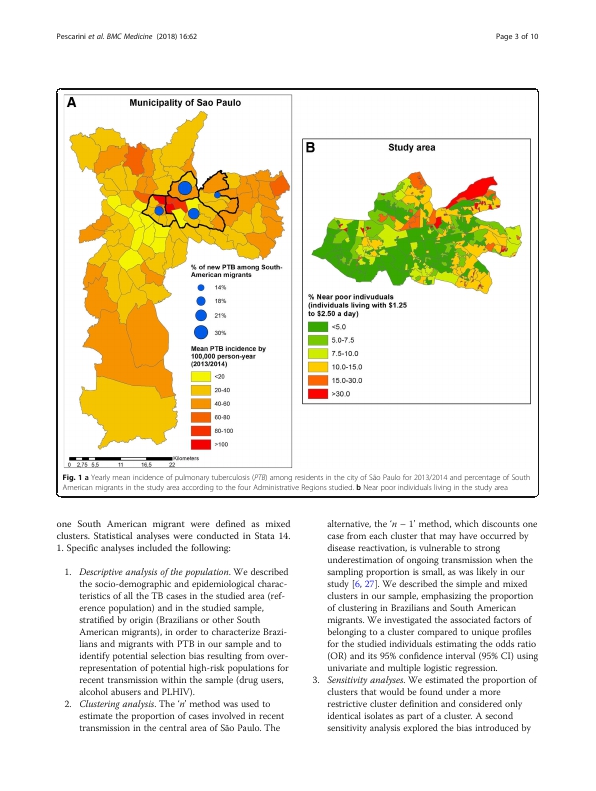 Pescarini et al. BMC Medicine (2018) 16:62
Page 3 of 10
A
Municipality of Sao Paulo
% of new PTB among South-
American migrants
14%
18%
21%
30%
Mean PTB incidence by
100,000 person-year
(2013/2014)
<20
20-40
40-60
60-80
80-100
>100
Kilometers
0 2,75 5,5 11 16,5 22
B
Study area
% Near poor indivuduals
(individuals living with $1.25
to $2.50 a day)
<5.0
5.0-7.5
7.5-10.0
10.0-15.0
15.0-30.0
>30.0
Fig. 1 a Yearly mean incidence of pulmonary tuberculosis (PTB) among residents in the city of São Paulo for 2013/2014 and percentage of South
American migrants in the study area according to the four Administrative Regions studied. b Near poor individuals living in the study area
one South American migrant were defined as mixed
clusters. Statistical analyses were conducted in Stata 14.
1. Specific analyses included the following:
1. Descriptive analysis of the population. We described
the socio-demographic and epidemiological charac-
teristics of all the TB cases in the studied area (ref-
erence population) and in the studied sample,
stratified by origin (Brazilians or other South
American migrants), in order to characterize Brazi-
lians and migrants with PTB in our sample and to
identify potential selection bias resulting from over-
representation of potential high-risk populations for
recent transmission within the sample (drug users,
alcohol abusers and PLHIV).
2. Clustering analysis. The 'n' method was used to
estimate the proportion of cases involved in recent
transmission in the central area of São Paulo. The
alternative, the 'n − 1' method, which discounts one
case from each cluster that may have occurred by
disease reactivation, is vulnerable to strong
underestimation of ongoing transmission when the
sampling proportion is small, as was likely in our
study [6, 27]. We described the simple and mixed
clusters in our sample, emphasizing the proportion
of clustering in Brazilians and South American
migrants. We investigated the associated factors of
belonging to a cluster compared to unique profiles
for the studied individuals estimating the odds ratio
(OR) and its 95% confidence interval (95% CI) using
univariate and multiple logistic regression.
3. Sensitivity analyses. We estimated the proportion of
clusters that would be found under a more
restrictive cluster definition and considered only
identical isolates as part of a cluster. A second
sensitivity analysis explored the bias introduced by